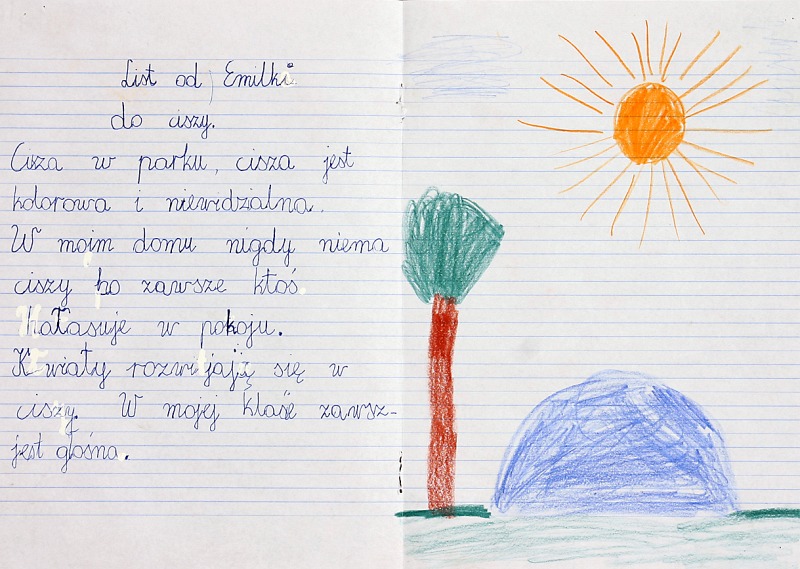 List od Emilki
do ciszy.
Cisza w parku, cisza jest
kolorowa i niewidzialna.
W moim domu nigdy niema
ciszy bo zawsze ktoś
hałasuje w pokoju.
Kwiaty rozwijają się w
ciszy. W mojej klasie zawsz-
jest głośna.